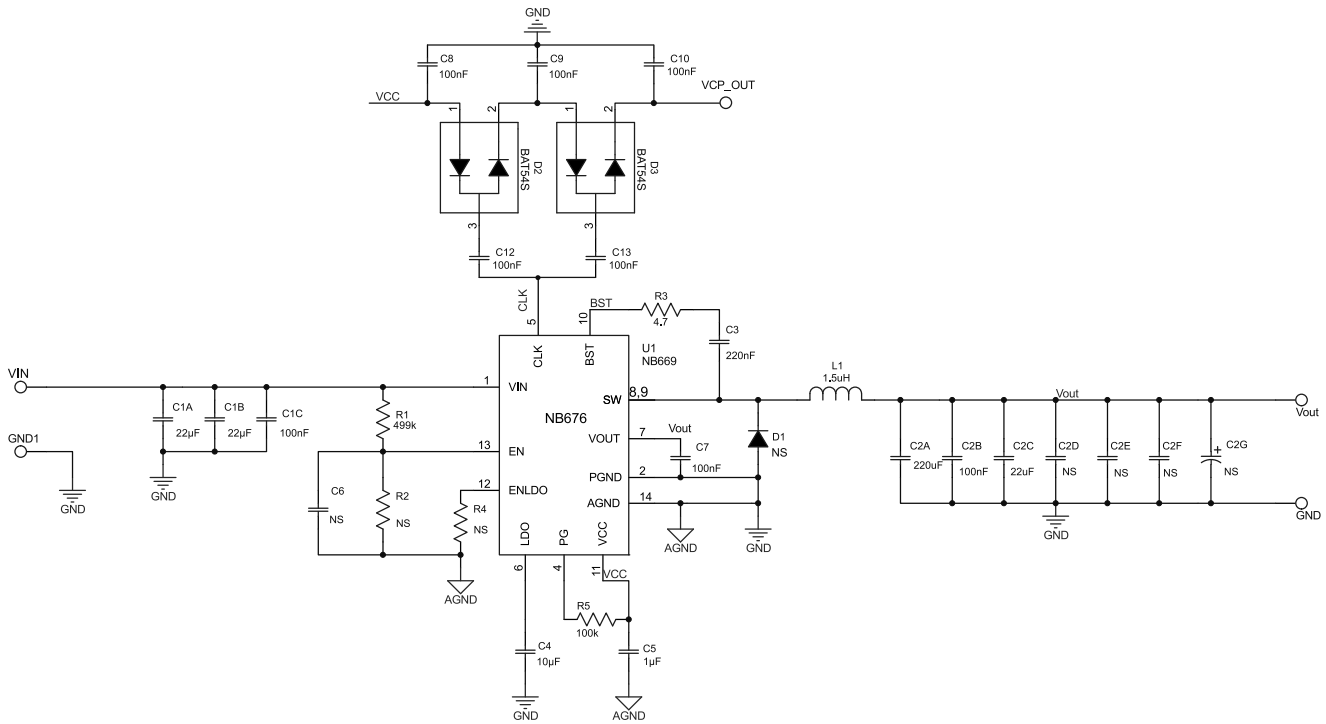 GND
C8
100nF
C9
100nF
C10
100nF
VCC
VCP_OUT
1
2
1
2
D2
BAT54S
D3
BAT54S
3
3
C12
100nF
C13
100nF
CLK
5
BST
10
R3
4.7
C3
220nF
U1
NB669
CLK
BST
VIN
1
VIN
8,9
SW
L1
1.5uH
Vout
Vout
C1A
22µF
C1B
22µF
C1C
100nF
R1
499k
NB676
Vout
7
VOUT
C7
100nF
D1
NS
GND1
13
EN
2
PGND
C2A
220uF
C2B
100nF
C2C
22uF
C2D
NS
C2E
NS
C2F
NS
C2G
+
NS
GND
GND
C6
NS
R2
NS
12
ENLDO
R4
NS
14
AGND
GND
GND
AGND
GND
LDO
PG
VCC
6
4
11
VCC
AGND
R5
100k
C4
10µF
C5
1µF
GND
AGND